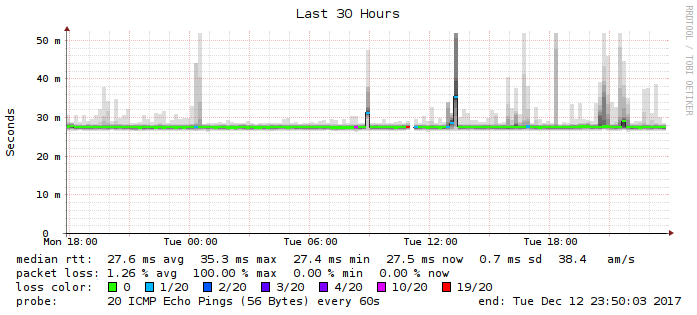 Last 30 Hours
RRDTOOL / TOBI OETIKER
Seconds
50 m
40 m
30 m
20 m
10 m
0
Mon 18:00 Tue 00:00 Tue 06:00 Tue 12:00 Tue 18:00
median rtt: 27.6 ms avg 35.3 ms max 27.4 ms min 27.5 ms now 0.7 ms sd 38.4 am/s
packet loss: 1.26 % avg 100.00 % max 0.00 % min 0.00 % now
loss color: 0 1/20 2/20 3/20 4/20 10/20 19/20
probe: 20 ICMP Echo Pings (56 Bytes) every 60s end: Tue Dec 12 23:50:03 2017